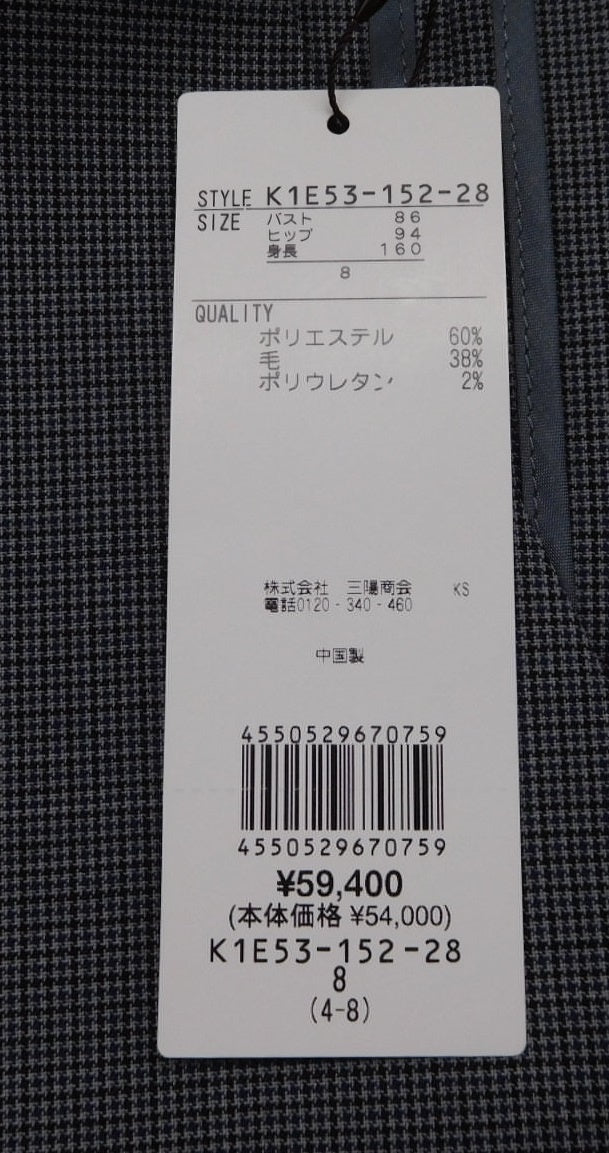 STYLE K1E53-152-28
SIZE バスト 86
ヒップ 94
身長 160
8
QUALITY
ポリエステル 60%
毛 38%
ポリウレタン 2%
株式会社 三陽商会 KS
電話0120-340-460
中国製
4550529670759
4550529670759
¥59,400
(本体価格 ¥54,000)
K1E53-152-28
8
(4-8)